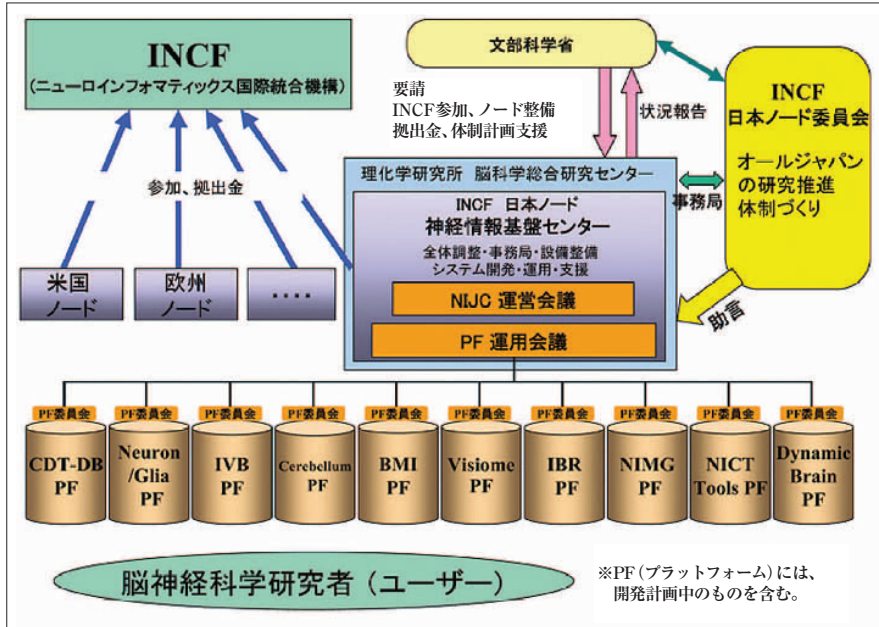 INCF
(ニューロインフォマティックス国際統合機構)
文部科学省
要請
INCF参加、ノード整備
拠出金、体制計画支援
状況報告
INCF
日本ノード委員会
オールジャパン
の研究推進
体制づくり
参加、拠出金
理化学研究所 脳科学総合研究センター
事務局
INCF 日本ノード
神経情報基盤センター
全体調整・事務局・設備整備
システム開発・運用・支援
NIJC 運営会議
PF 運用会議
助言
米国
ノード
欧州
ノード
････
PF委員会
CDT-DB
PF
PF委員会
Neuron
/Glia
PF
PF委員会
IVB
PF
PF委員会
Cerebellum
PF
PF委員会
BMI
PF
PF委員会
Visiome
PF
PF委員会
IBR
PF
PF委員会
NIMG
PF
PF委員会
NICT
Tools PF
PF委員会
Dynamic
Brain
PF
脳神経科学研究者(ユーザー)
※PF(プラットフォーム)には、
開発計画中のものを含む。